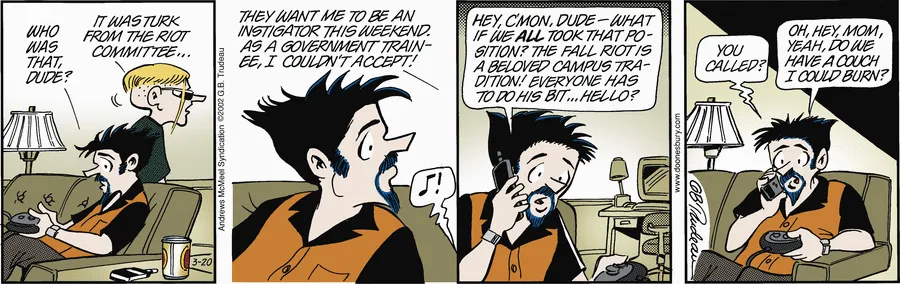 WHO
WAS
THAT,
DUDE?
IT WAS TURK
FROM THE RIOT
COMMITTEE...
3-20
Andrews McMeel Syndication ©2002 G.B. Trudeau
THEY WANT ME TO BE AN
INSTIGATOR THIS WEEKEND.
AS A GOVERNMENT TRAIN-
EE, I COULDN'T ACCEPT!
♪!
HEY, C'MON, DUDE – WHAT
IF WE ALL TOOK THAT PO-
SITION? THE FALL RIOT IS
A BELOVED CAMPUS TRA-
DITION! EVERYONE HAS
TO DO HIS BIT... HELLO?
www.doonesbury.com
YOU
CALLED?
OH, HEY, MOM,
YEAH, DO WE
HAVE A COUCH
I COULD BURN?
GB Trudeau